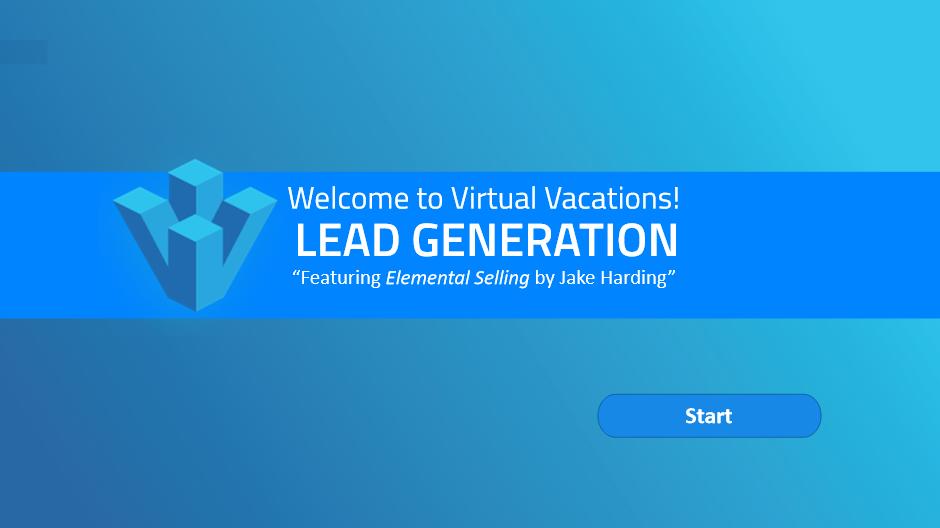 Welcome to Virtual Vacations!
LEAD GENERATION
“Featuring Elemental Selling by Jake Harding”
Start